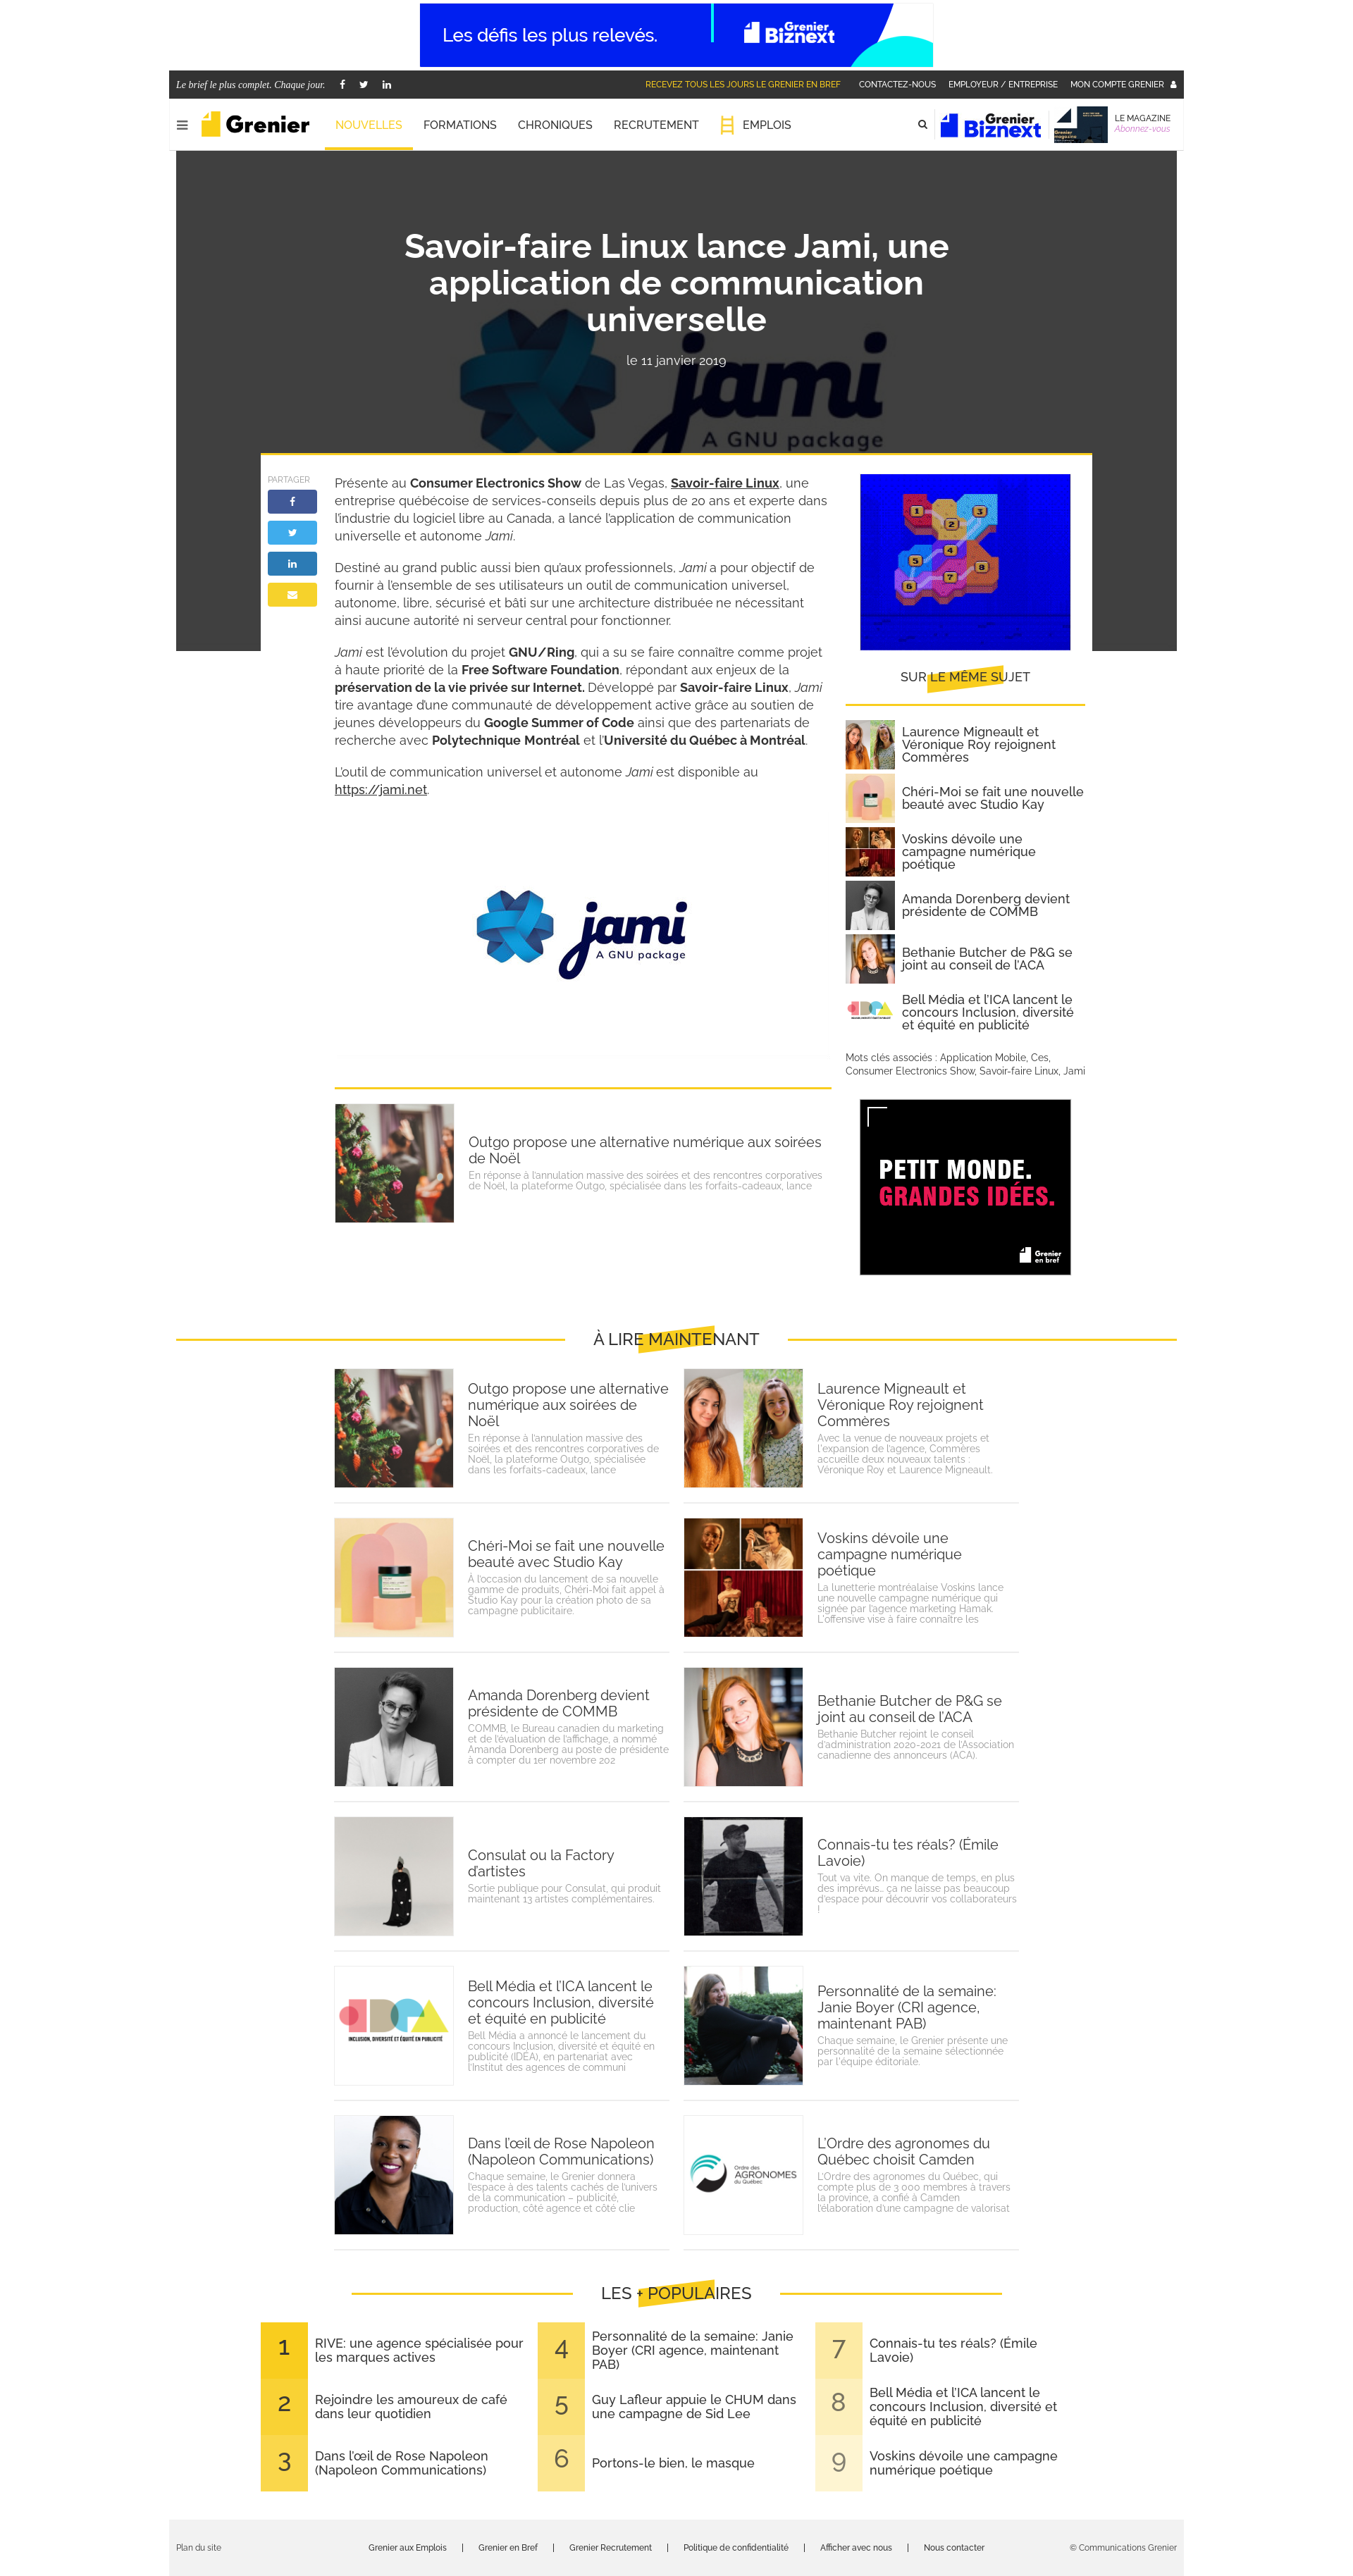 Les défis les plus relevés.
Grenier
Biznext
Le brief le plus complet. Chaque jour.
RECEVEZ TOUS LES JOURS LE GRENIER EN BREF
CONTACTEZ-NOUS
EMPLOYEUR / ENTREPRISE
MON COMPTE GRENIER
Grenier
NOUVELLES
FORMATIONS
CHRONIQUES
RECRUTEMENT
EMPLOIS
Grenier
Biznext
LE MAGAZINE
Abonnez-vous
Savoir-faire Linux lance Jami, une
application de communication
universelle
le 11 janvier 2019
jami
A GNU package
PARTAGER
Présente au Consumer Electronics Show de Las Vegas, Savoir-faire Linux, une
entreprise québécoise de services-conseils depuis plus de 20 ans et experte dans
l’industrie du logiciel libre au Canada, a lancé l’application de communication
universelle et autonome Jami.
Destiné au grand public aussi bien qu’aux professionnels, Jami a pour objectif de
fournir à l’ensemble de ses utilisateurs un outil de communication universel,
autonome, libre, sécurisé et bâti sur une architecture distribuée ne nécessitant
ainsi aucune autorité ni serveur central pour fonctionner.
Jami est l’évolution du projet GNU/Ring, qui a su se faire connaître comme projet
à haute priorité de la Free Software Foundation, répondant aux enjeux de la
préservation de la vie privée sur Internet. Développé par Savoir-faire Linux, Jami
tire avantage d’une communauté de développement active grâce au soutien de
jeunes développeurs du Google Summer of Code ainsi que des partenariats de
recherche avec Polytechnique Montréal et l’Université du Québec à Montréal.
L’outil de communication universel et autonome Jami est disponible au
https://jami.net.
jami
A GNU package
1
2
3
4
5
6
7
8
SUR LE MÊME SUJET
Laurence Migneault et
Véronique Roy rejoignent
Commères
Chéri-Moi se fait une nouvelle
beauté avec Studio Kay
Voskins dévoile une
campagne numérique
poétique
Amanda Dorenberg devient
présidente de COMMB
Bethanie Butcher de P&G se
joint au conseil de l’ACA
Bell Média et l’ICA lancent le
concours Inclusion, diversité
et équité en publicité
Mots clés associés : Application Mobile, Ces,
Consumer Electronics Show, Savoir-faire Linux, Jami
PETIT MONDE.
GRANDES IDÉES.
Grenier
en bref
Outgo propose une alternative numérique aux soirées
de Noël
En réponse à l’annulation massive des soirées et des rencontres corporatives
de Noël, la plateforme Outgo, spécialisée dans les forfaits-cadeaux, lance
À LIRE MAINTENANT
Outgo propose une alternative
numérique aux soirées de
Noël
En réponse à l’annulation massive des
soirées et des rencontres corporatives de
Noël, la plateforme Outgo, spécialisée
dans les forfaits-cadeaux, lance
Laurence Migneault et
Véronique Roy rejoignent
Commères
Avec la venue de nouveaux projets et
l'expansion de l’agence, Commères
accueille deux nouveaux talents :
Véronique Roy et Laurence Migneault.
Chéri-Moi se fait une nouvelle
beauté avec Studio Kay
À l’occasion du lancement de sa nouvelle
gamme de produits, Chéri-Moi fait appel à
Studio Kay pour la création photo de sa
campagne publicitaire.
Voskins dévoile une
campagne numérique
poétique
La lunetterie montréalaise Voskins lance
une nouvelle campagne numérique qui
signée par l’agence marketing Hamak.
L’offensive vise à faire connaître les
Amanda Dorenberg devient
présidente de COMMB
COMMB, le Bureau canadien du marketing
et de l’évaluation de l’affichage, a nommé
Amanda Dorenberg au poste de présidente
à compter du 1er novembre 202
Bethanie Butcher de P&G se
joint au conseil de l’ACA
Bethanie Butcher rejoint le conseil
d’administration 2020-2021 de l’Association
canadienne des annonceurs (ACA).
Consulat ou la Factory
d’artistes
Sortie publique pour Consulat, qui produit
maintenant 13 artistes complémentaires.
Connais-tu tes réals? (Émile
Lavoie)
Tout va vite. On manque de temps, en plus
des imprévus… ça ne laisse pas beaucoup
d’espace pour découvrir vos collaborateurs
!
INCLUSION, DIVERSITÉ ET ÉQUITÉ EN PUBLICITÉ
Bell Média et l’ICA lancent le
concours Inclusion, diversité
et équité en publicité
Bell Média a annoncé le lancement du
concours Inclusion, diversité et équité en
publicité (IDÉA), en partenariat avec
l’Institut des agences de communi
Personnalité de la semaine:
Janie Boyer (CRI agence,
maintenant PAB)
Chaque semaine, le Grenier présente une
personnalité de la semaine sélectionnée
par l'équipe éditoriale.
Dans l’œil de Rose Napoleon
(Napoleon Communications)
Chaque semaine, le Grenier donnera
l’espace à des talents cachés de l’univers
de la communication – publicité,
production, côté agence et côté clie
Ordre des
AGRONOMES
du Québec
L’Ordre des agronomes du
Québec choisit Camden
L’Ordre des agronomes du Québec, qui
compte plus de 3 000 membres à travers
la province, a confié à Camden
l’élaboration d’une campagne de valorisat
LES + POPULAIRES
1
RIVE: une agence spécialisée pour
les marques actives
2
Rejoindre les amoureux de café
dans leur quotidien
3
Dans l’œil de Rose Napoleon
(Napoleon Communications)
4
Personnalité de la semaine: Janie
Boyer (CRI agence, maintenant
PAB)
5
Guy Lafleur appuie le CHUM dans
une campagne de Sid Lee
6
Portons-le bien, le masque
7
Connais-tu tes réals? (Émile
Lavoie)
8
Bell Média et l’ICA lancent le
concours Inclusion, diversité et
équité en publicité
9
Voskins dévoile une campagne
numérique poétique
Plan du site
Grenier aux Emplois | Grenier en Bref | Grenier Recrutement | Politique de confidentialité | Afficher avec nous | Nous contacter
© Communications Grenier